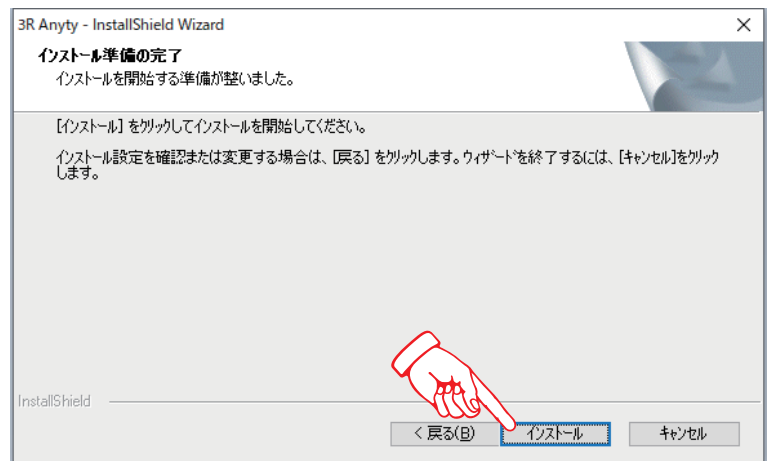 3R Anyty - InstallShield Wizard
インストール準備の完了
インストールを開始する準備が整いました。
[インストール] をクリックしてインストールを開始してください。
インストール設定を確認または変更する場合は、[戻る] をクリックします。ウィザードを終了するには、[キャンセル]をクリック
します。
InstallShield
< 戻る(B)
インストール
キャンセル